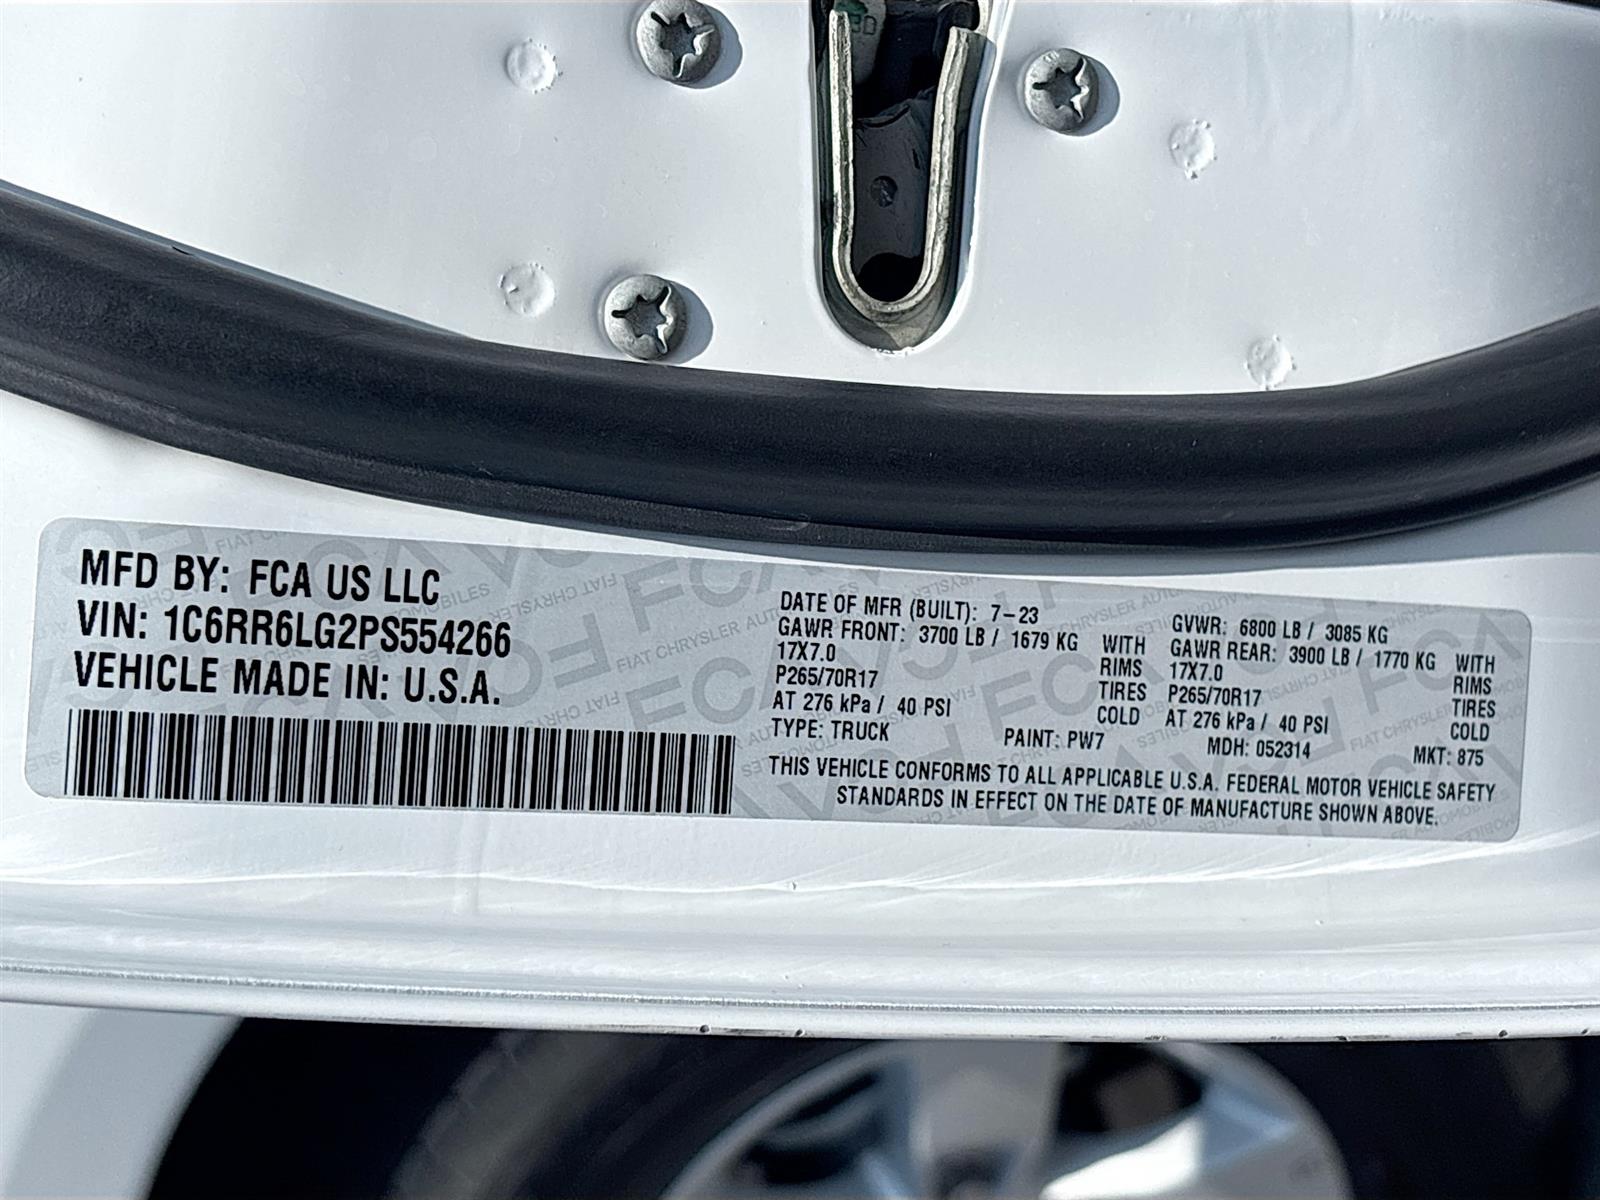 MFD BY: FCA US LLC
VIN: 1C6RR6LG2PS554266
VEHICLE MADE IN: U.S.A.
DATE OF MFR (BUILT): 7-23
GAWR FRONT: 3700 LB / 1679 KG WITH
17X7.0 RIMS
P265/70R17 TIRES
AT 276 kPa / 40 PSI COLD
GVWR: 6800 LB / 3085 KG
GAWR REAR: 3900 LB / 1770 KG WITH
17X7.0 RIMS
P265/70R17 TIRES
AT 276 kPa / 40 PSI COLD
TYPE: TRUCK PAINT: PW7 MDH: 052314 MKT: 875
THIS VEHICLE CONFORMS TO ALL APPLICABLE U.S.A. FEDERAL MOTOR VEHICLE SAFETY
STANDARDS IN EFFECT ON THE DATE OF MANUFACTURE SHOWN ABOVE.